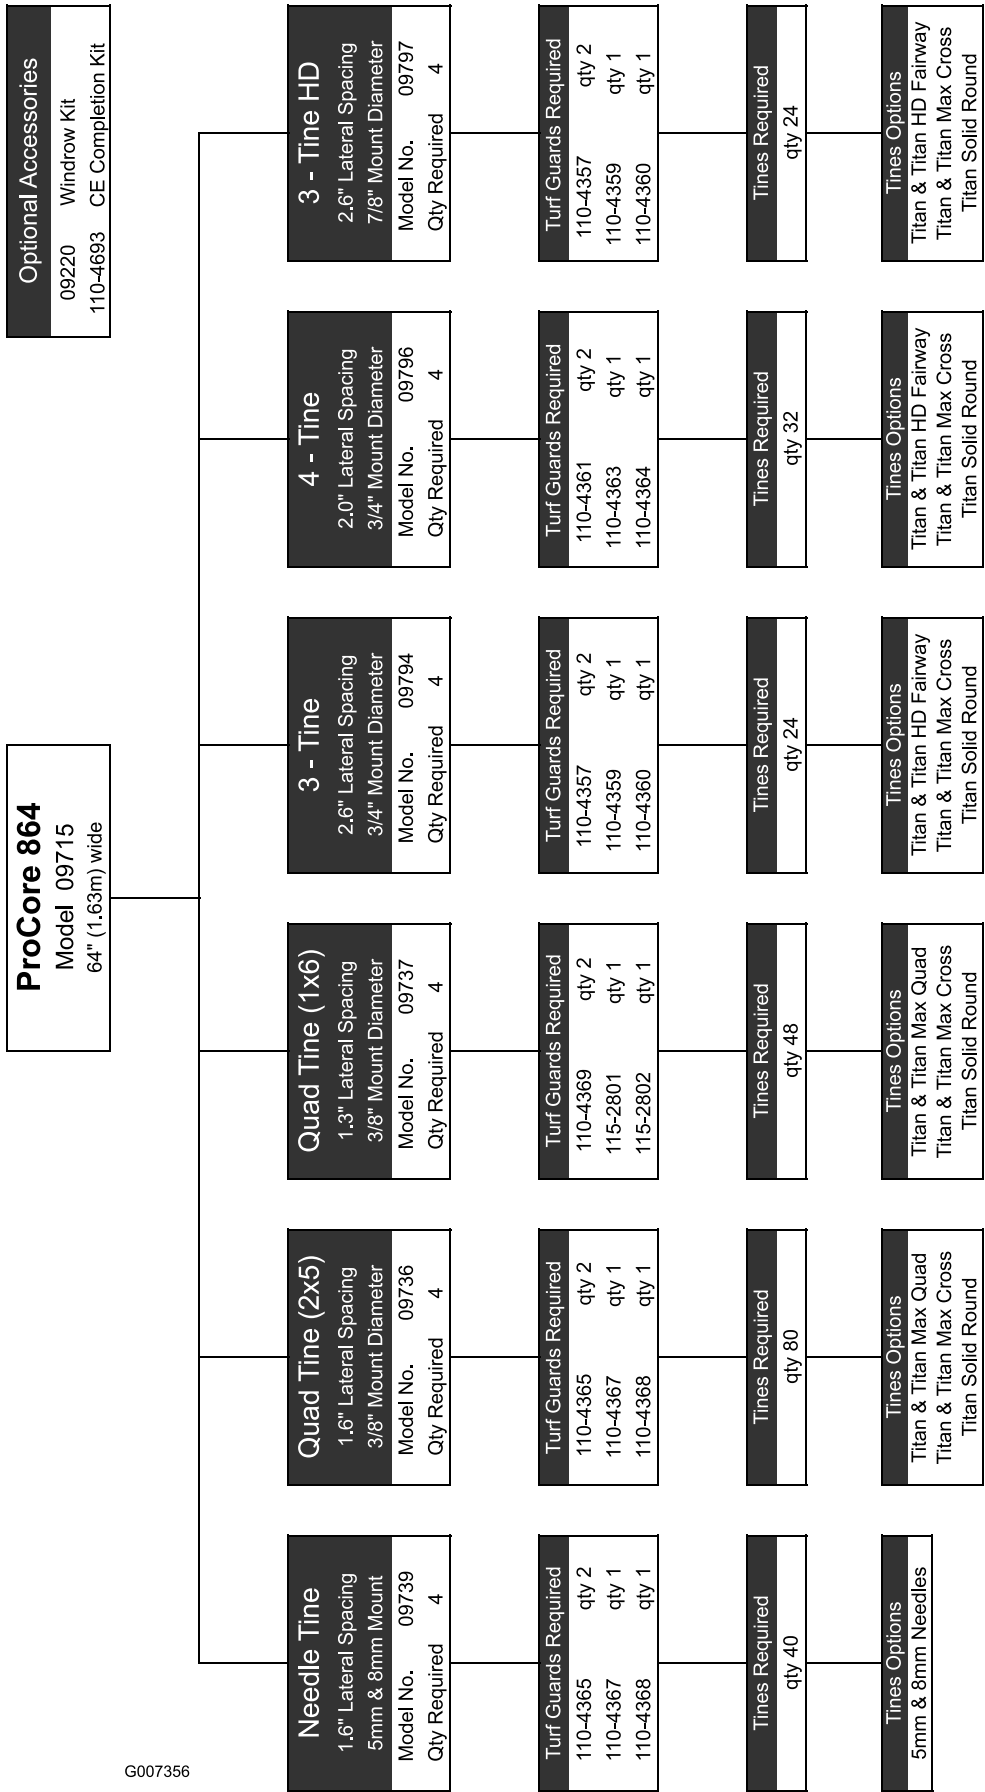 ProCore 864
Model 09715
64" (1.63m) wide
Optional Accessories
09220 Windrow Kit
110-4693 CE Completion Kit
Needle Tine
1.6" Lateral Spacing
5mm & 8mm Mount
Model No. 09739
Qty Required 4
Turf Guards Required
110-4365 qty 2
110-4367 qty 1
110-4368 qty 1
Tines Required
qty 40
Tines Options
5mm & 8mm Needles
Quad Tine (2x5)
1.6" Lateral Spacing
3/8" Mount Diameter
Model No. 09736
Qty Required 4
Turf Guards Required
110-4365 qty 2
110-4367 qty 1
110-4368 qty 1
Tines Required
qty 80
Tines Options
Titan & Titan Max Quad
Titan & Titan Max Cross
Titan Solid Round
Quad Tine (1x6)
1.3" Lateral Spacing
3/8" Mount Diameter
Model No. 09737
Qty Required 4
Turf Guards Required
110-4369 qty 2
115-2801 qty 1
115-2802 qty 1
Tines Required
qty 48
Tines Options
Titan & Titan Max Quad
Titan & Titan Max Cross
Titan Solid Round
3 - Tine
2.6" Lateral Spacing
3/4" Mount Diameter
Model No. 09794
Qty Required 4
Turf Guards Required
110-4357 qty 2
110-4359 qty 1
110-4360 qty 1
Tines Required
qty 24
Tines Options
Titan & Titan HD Fairway
Titan & Titan Max Cross
Titan Solid Round
4 - Tine
2.0" Lateral Spacing
3/4" Mount Diameter
Model No. 09796
Qty Required 4
Turf Guards Required
110-4361 qty 2
110-4363 qty 1
110-4364 qty 1
Tines Required
qty 32
Tines Options
Titan & Titan HD Fairway
Titan & Titan Max Cross
Titan Solid Round
3 - Tine HD
2.6" Lateral Spacing
7/8" Mount Diameter
Model No. 09797
Qty Required 4
Turf Guards Required
110-4357 qty 2
110-4359 qty 1
110-4360 qty 1
Tines Required
qty 24
Tines Options
Titan & Titan HD Fairway
Titan & Titan Max Cross
Titan Solid Round
G007356